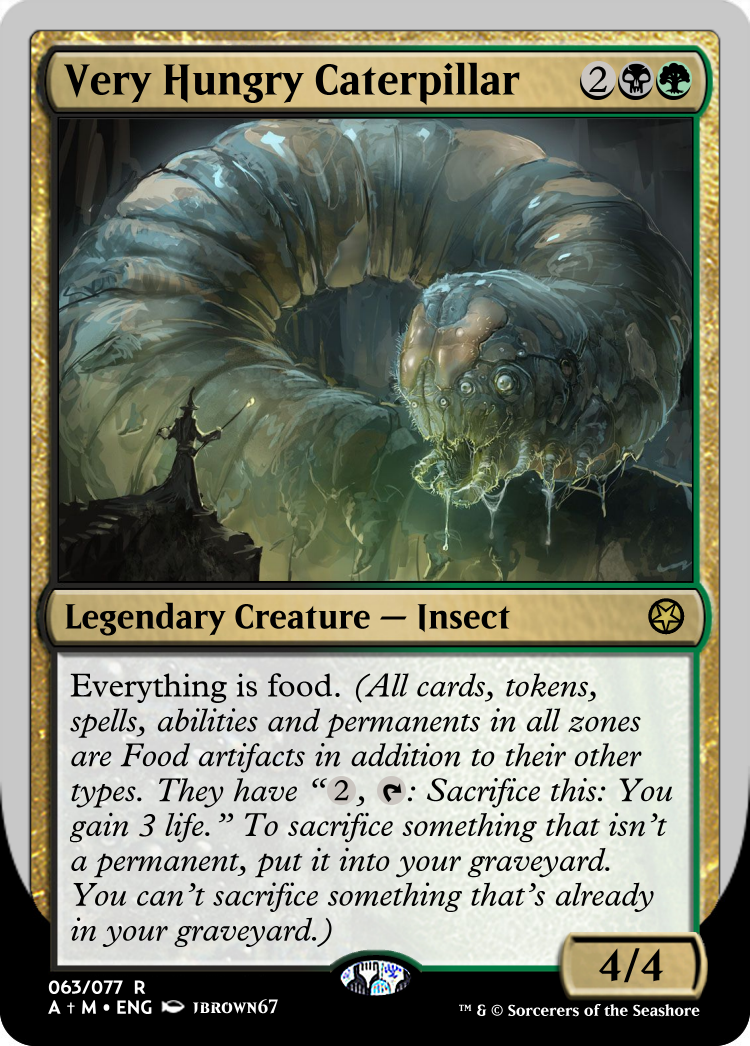 Very Hungry Caterpillar 2
Legendary Creature — Insect
Everything is food. (All cards, tokens,
spells, abilities and permanents in all zones
are Food artifacts in addition to their other
types. They have “2, : Sacrifice this: You
gain 3 life.” To sacrifice something that isn’t
a permanent, put it into your graveyard.
You can’t sacrifice something that’s already
in your graveyard.)
4/4
063/077 R
A † M • ENG JBROWN67
™ & © Sorcerers of the Seashore